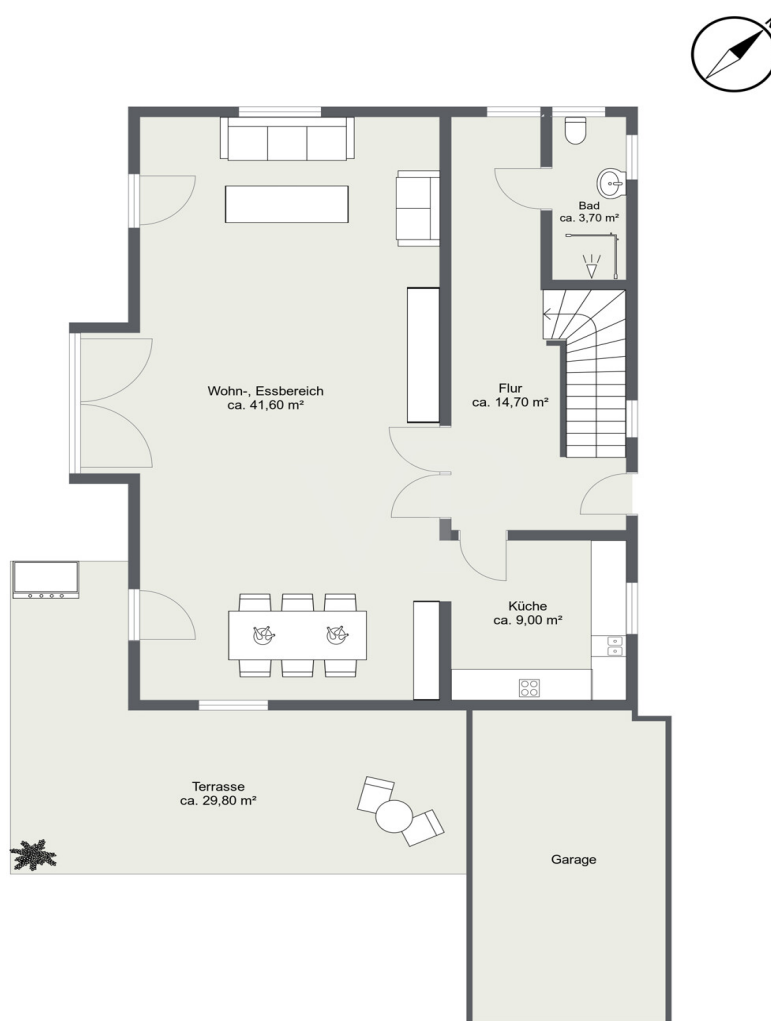 Bad
ca. 3,70 m²
Wohn-, Essbereich
ca. 41,60 m²
Flur
ca. 14,70 m²
Küche
ca. 9,00 m²
Terrasse
ca. 29,80 m²
Garage